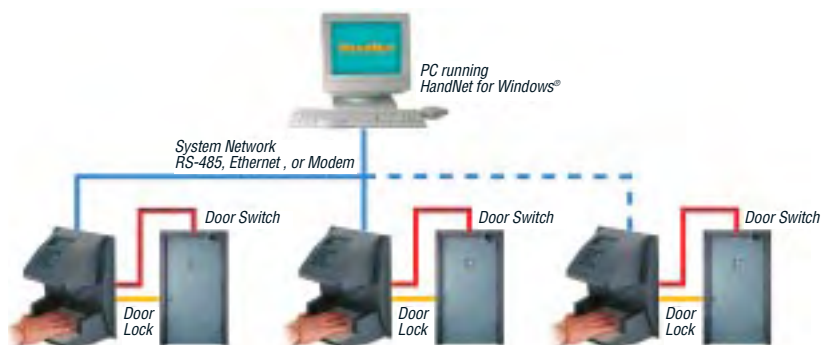 HandNet
PC running
HandNet for Windows®
System Network
RS-485, Ethernet , or Modem
Door Switch
Door Switch
Door Switch
Door
Lock
Door
Lock
Door
Lock